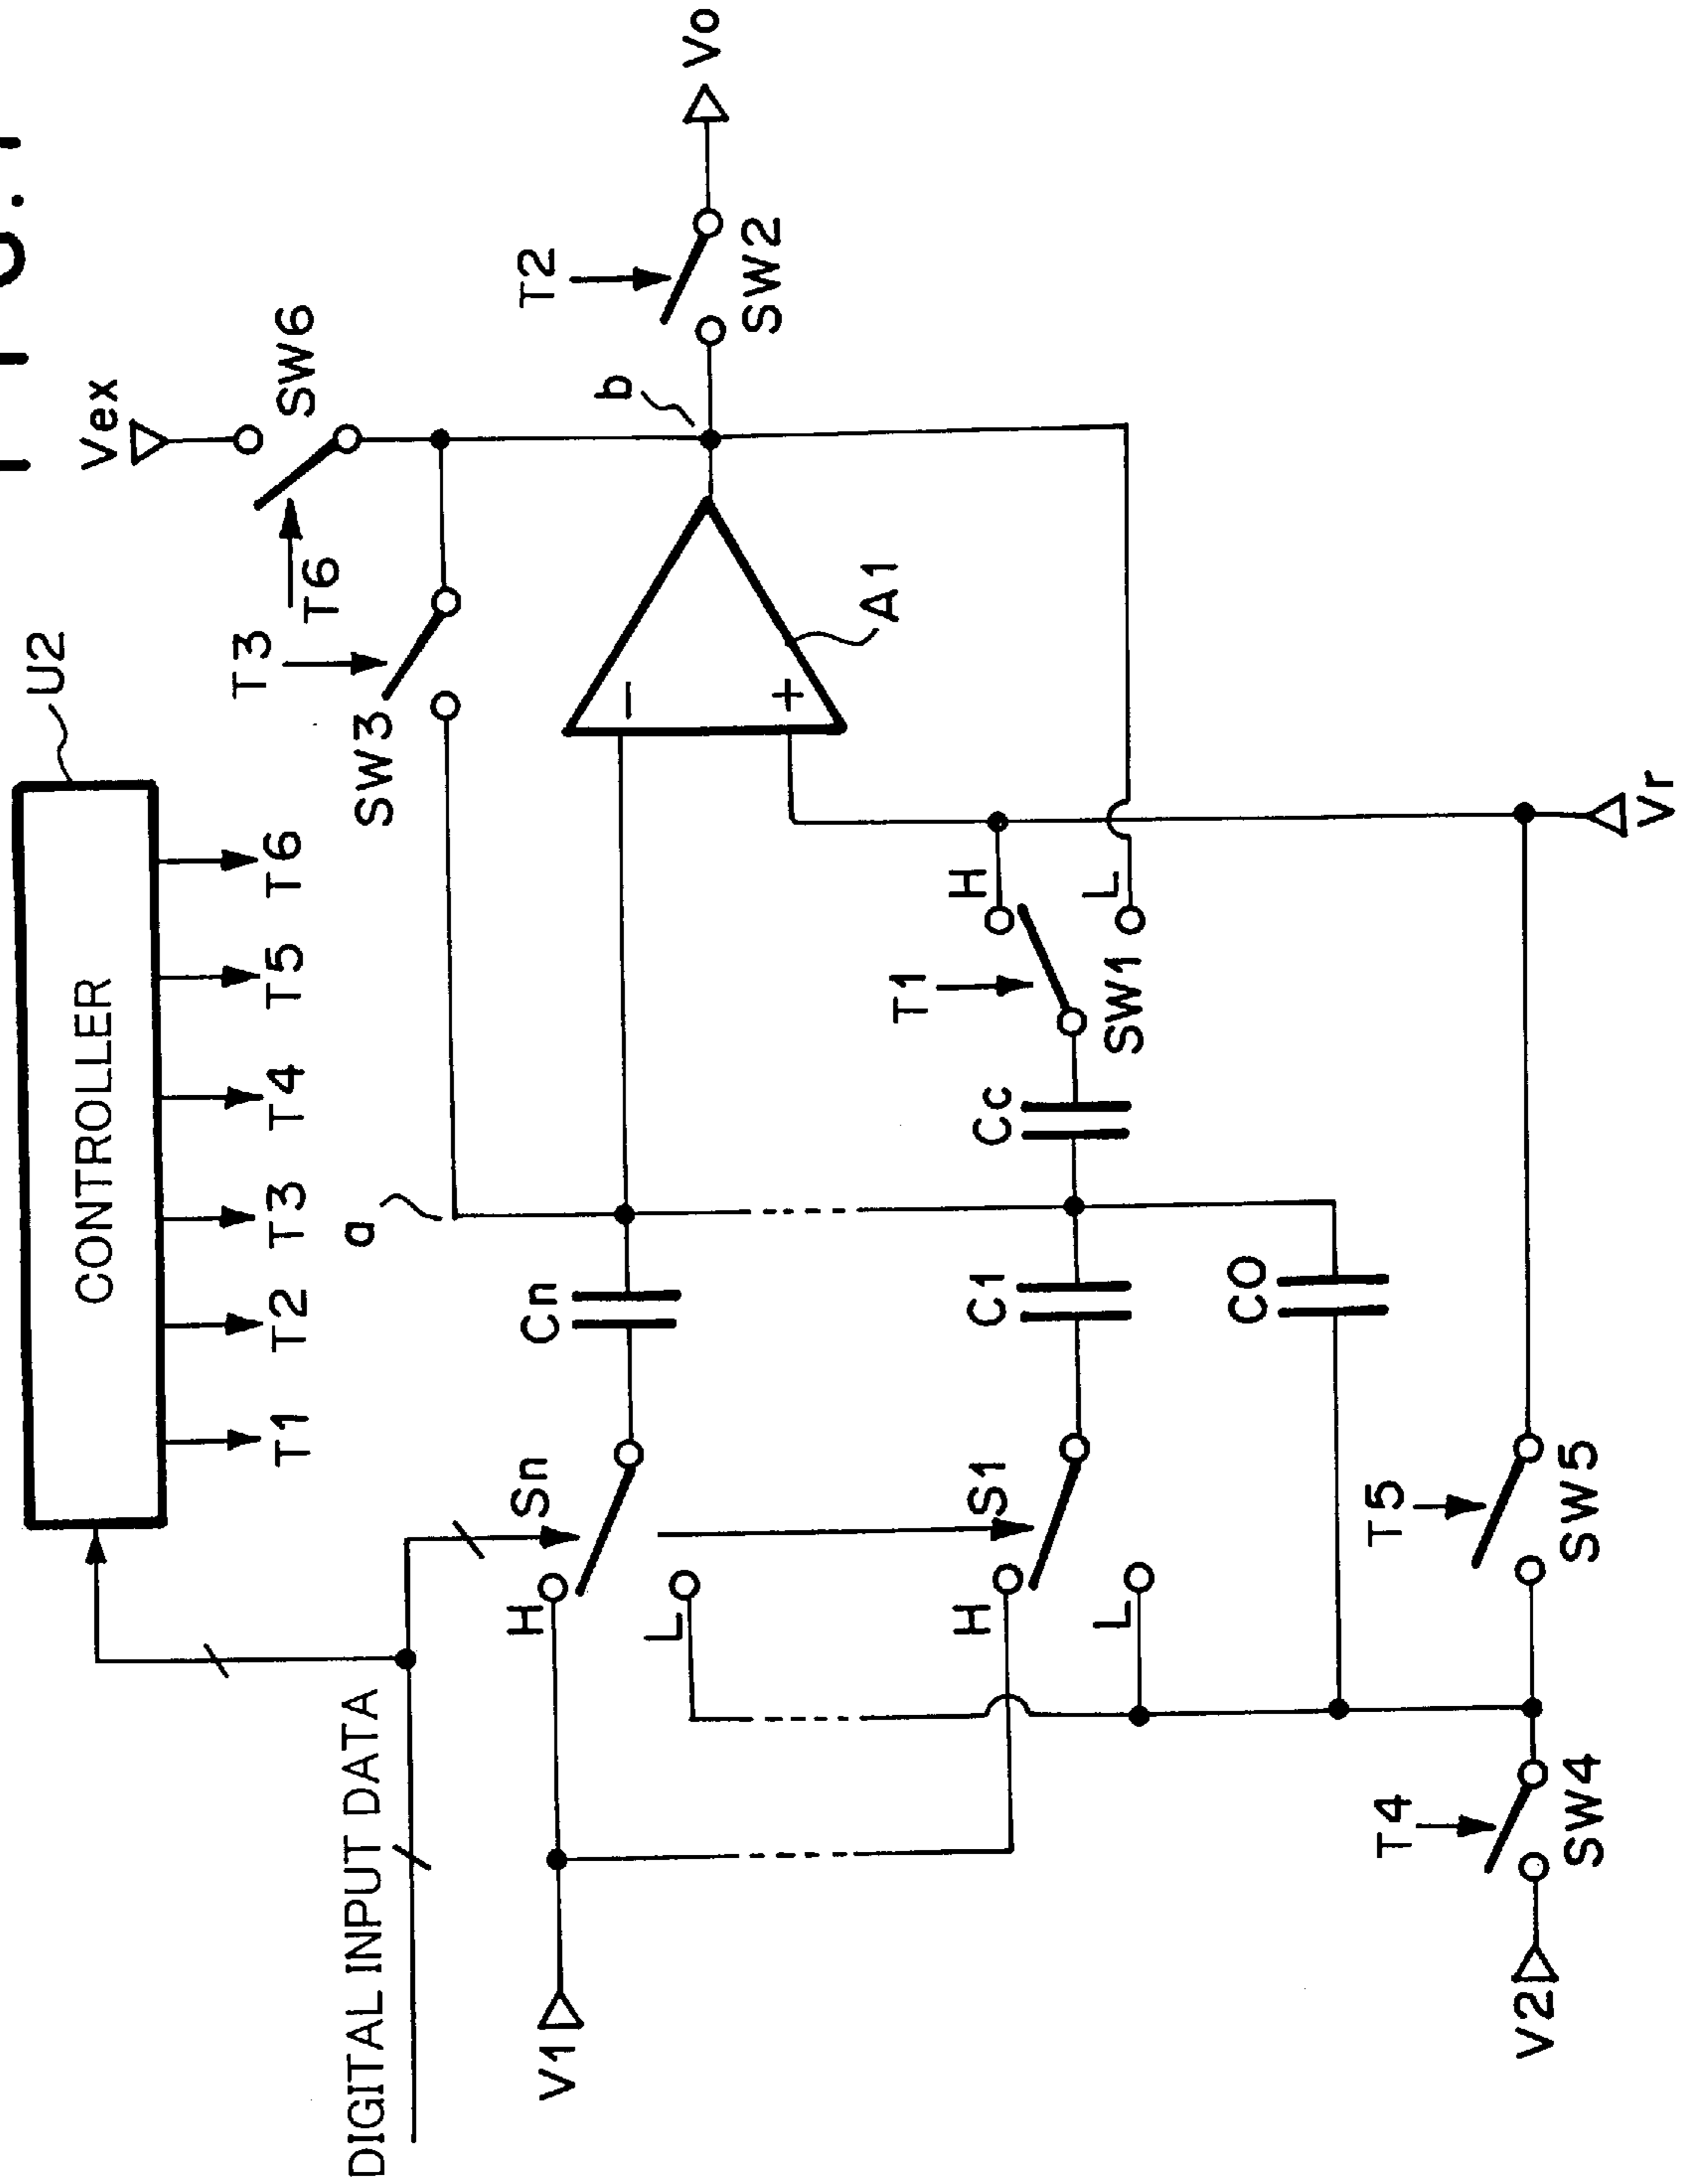 U2
CONTROLLER
Vex
T1 T2 T3 T4 T5 T6
T3
T6
SW6
DIGITAL INPUT DATA
a
SW3
Sn
Cn
T2
Vo
H
b
V1
L
SW2
A1
−
+
T1
S1
C1
Cc
H
H
L
L
SW1
C0
T4
T5
V2
SW4
SW5
Vr